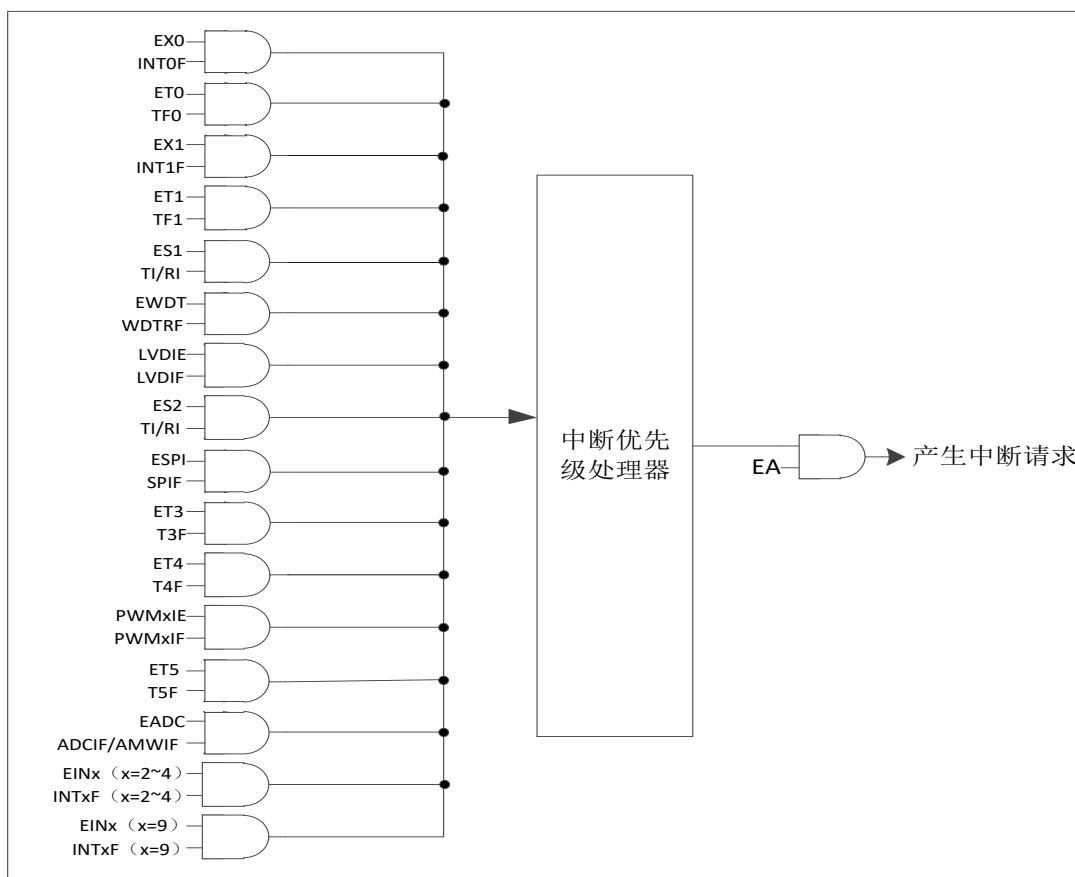 EX0
INT0F
ET0
TF0
EX1
INT1F
ET1
TF1
ES1
TI/RI
EWDT
WDTRF
LVDIE
LVDIF
ES2
TI/RI
ESPI
SPIF
ET3
T3F
ET4
T4F
PWMxIE
PWMxIF
ET5
T5F
EADC
ADCIF/AMWIF
EINx（x=2~4）
INTxF（x=2~4）
EINx（x=9）
INTxF（x=9）
中断优先
级处理器
EA
产生中断请求